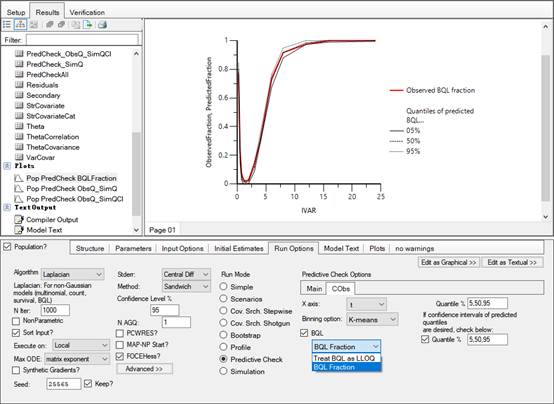 Setup Results Verification
Filter:
PredCheck_ObsQ_SimQCI
PredCheck_SimQ
PredCheckAll
Residuals
Secondary
StrCovariate
StrCovariateCat
Theta
ThetaCorrelation
ThetaCovariance
VarCovar
Plots
Pop PredCheck BQLFraction
Pop PredCheck ObsQ_SimQ
Pop PredCheck ObsQ_SimQCI
Text Output
Compiler Output
Model Text
ObservedFraction, PredictedFraction
1
0.8
0.6
0.4
0.2
0
0 5 10 15 20 25
IVAR
Observed BQL fraction
Quantiles of predicted
BQL...
05%
50%
95%
Page 01
Population? Structure Parameters Input Options Initial Estimates Run Options Model Text Plots no warnings
Edit as Graphical >> Edit as Textual >>
Algorithm Laplacian
Laplacian: For non-Gaussian
models (multinomial, count,
survival, BQL)
N Iter: 1000
NonParametric
Sort Input?
Execute on: Local
Max ODE: matrix exponent
Synthetic Gradients?
Seed: 25565 Keep?
Stderr: Central Diff
Method: Sandwich
Confidence Level %
95
N AGQ: 1
PCWRES?
MAP-NP Start?
FOCEHess?
Advanced >>
Run Mode
Simple
Scenarios
Cov. Srch. Stepwise
Cov. Srch. Shotgun
Bootstrap
Profile
Predictive Check
Simulation
Predictive Check Options
Main CObs
X axis: t
Binning option: K-means
BQL
BQL Fraction
Treat BQL as LLOQ
BQL Fraction
Quantile % 5,50,95
If confidence intervals of predicted
quantiles
are desired, check below:
Quantile % 5,50,95